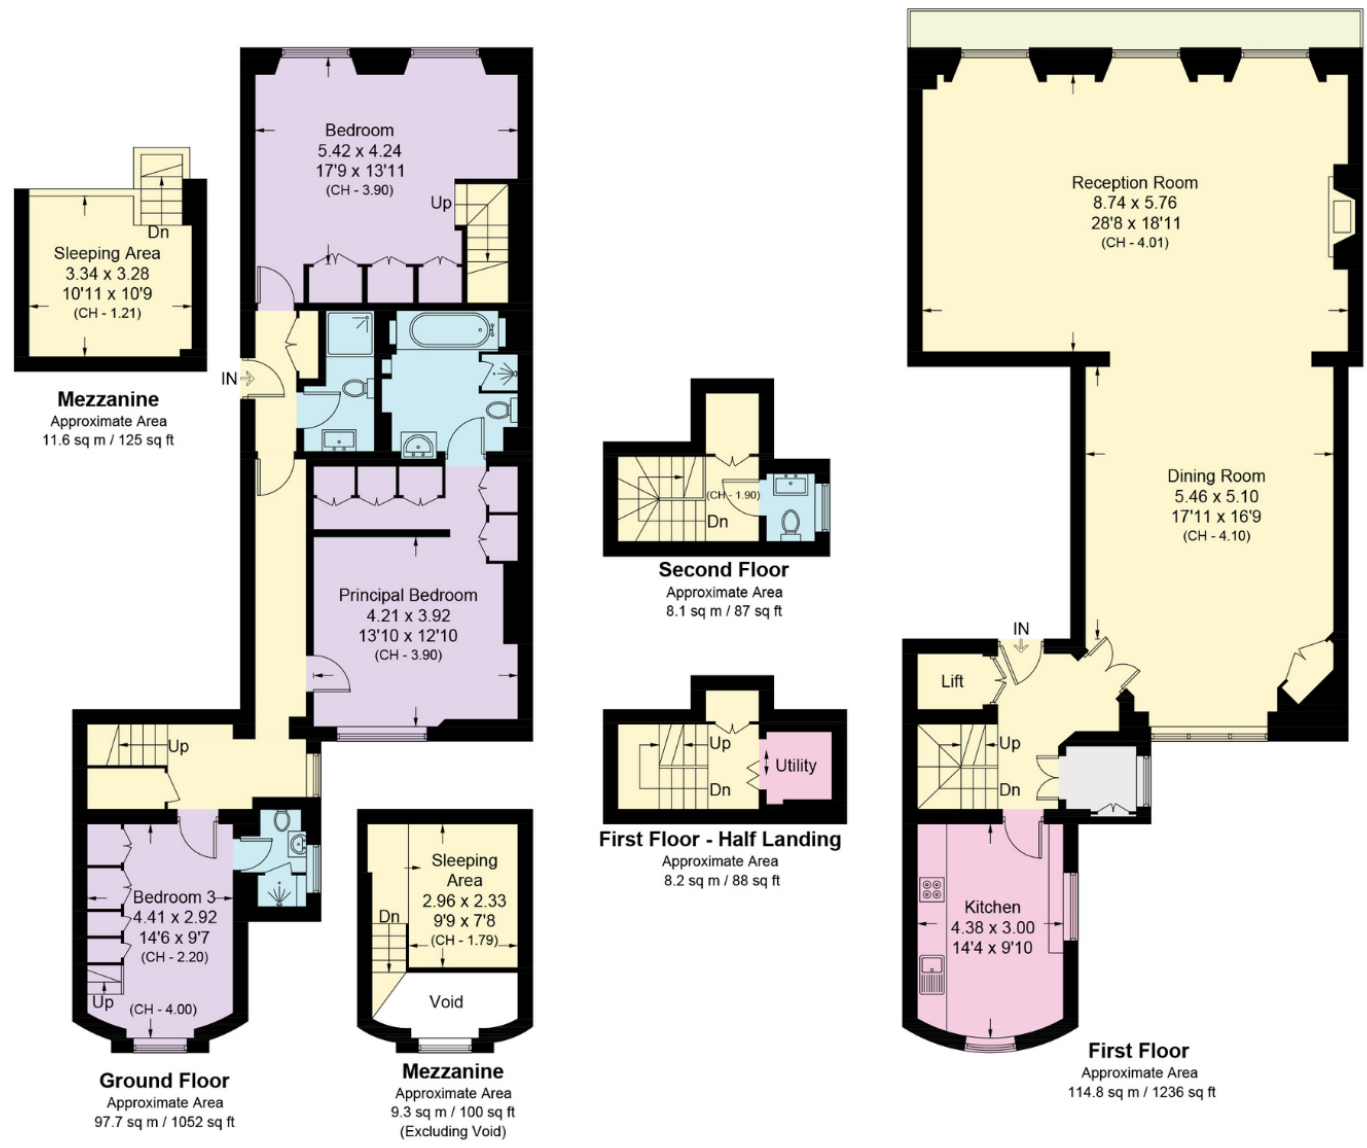 Bedroom
5.42 x 4.24
17'9 x 13'11
(CH - 3.90)
Up
Dn
Sleeping Area
3.34 x 3.28
10'11 x 10'9
(CH - 1.21)
Mezzanine
Approximate Area
11.6 sq m / 125 sq ft
IN
Principal Bedroom
4.21 x 3.92
13'10 x 12'10
(CH - 3.90)
Up
Bedroom 3
4.41 x 2.92
14'6 x 9'7
(CH - 2.20)
Up
(CH - 4.00)
Ground Floor
Approximate Area
97.7 sq m / 1052 sq ft
Sleeping
Area
2.96 x 2.33
9'9 x 7'8
(CH - 1.79)
Dn
Void
Mezzanine
Approximate Area
9.3 sq m / 100 sq ft
(Excluding Void)
(CH - 1.90)
Dn
Second Floor
Approximate Area
8.1 sq m / 87 sq ft
Up
Dn
Utility
First Floor - Half Landing
Approximate Area
8.2 sq m / 88 sq ft
Reception Room
8.74 x 5.76
28'8 x 18'11
(CH - 4.01)
Dining Room
5.46 x 5.10
17'11 x 16'9
(CH - 4.10)
IN
Lift
Up
Dn
Kitchen
4.38 x 3.00
14'4 x 9'10
First Floor
Approximate Area
114.8 sq m / 1236 sq ft